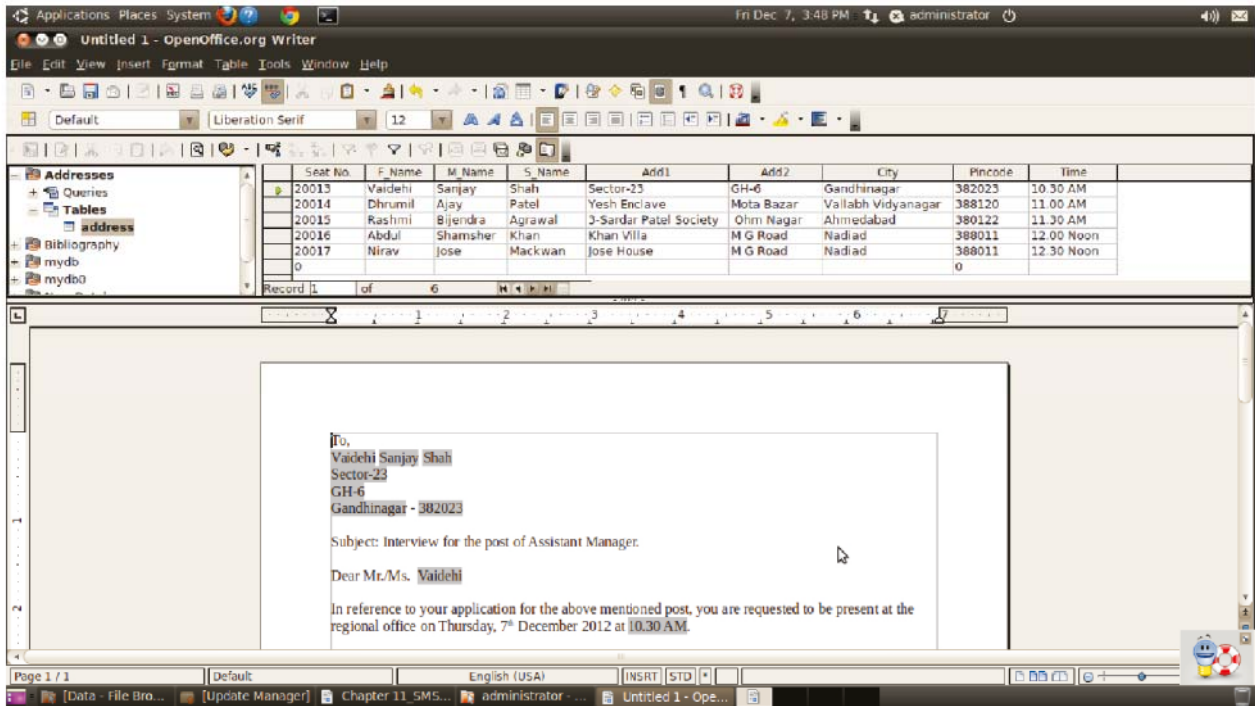 Applications Places System Fri Dec 7, 3:48 PM administrator
Untitled 1 - OpenOffice.org Writer
File Edit View Insert Format Table Tools Window Help
Default Liberation Serif 12
Addresses
Queries
Tables
address
Bibliography
mydb
mydb0
Seat No. F_Name M_Name S_Name Add1 Add2 City Pincode Time
20013 Vaidehi Sanjay Shah Sector-23 GH-6 Gandhinagar 382023 10.30 AM
20014 Dhrumil Ajay Patel Yesh Enclave Mota Bazar Vallabh Vidyanagar 388120 11.00 AM
20015 Rashmi Bijendra Agrawal 3-Sardar Patel Society Ohm Nagar Ahmedabad 380122 11.30 AM
20016 Abdul Shamsher Khan Khan Villa M G Road Nadiad 388011 12.00 Noon
20017 Nirav Jose Mackwan Jose House M G Road Nadiad 388011 12.30 Noon
0 0
Record 1 of 6
1 2 3 4 5 6 7
To,
Vaidehi Sanjay Shah
Sector-23
GH-6
Gandhinagar - 382023
Subject: Interview for the post of Assistant Manager.
Dear Mr./Ms. Vaidehi
In reference to your application for the above mentioned post, you are requested to be present at the
regional office on Thursday, 7th December 2012 at 10.30 AM.
1
2
Page 1 / 1 Default English (USA) INSRT STD *
[Data - File Bro... [Update Manager] Chapter 11_SMS... administrator - ... Untitled 1 - Ope...